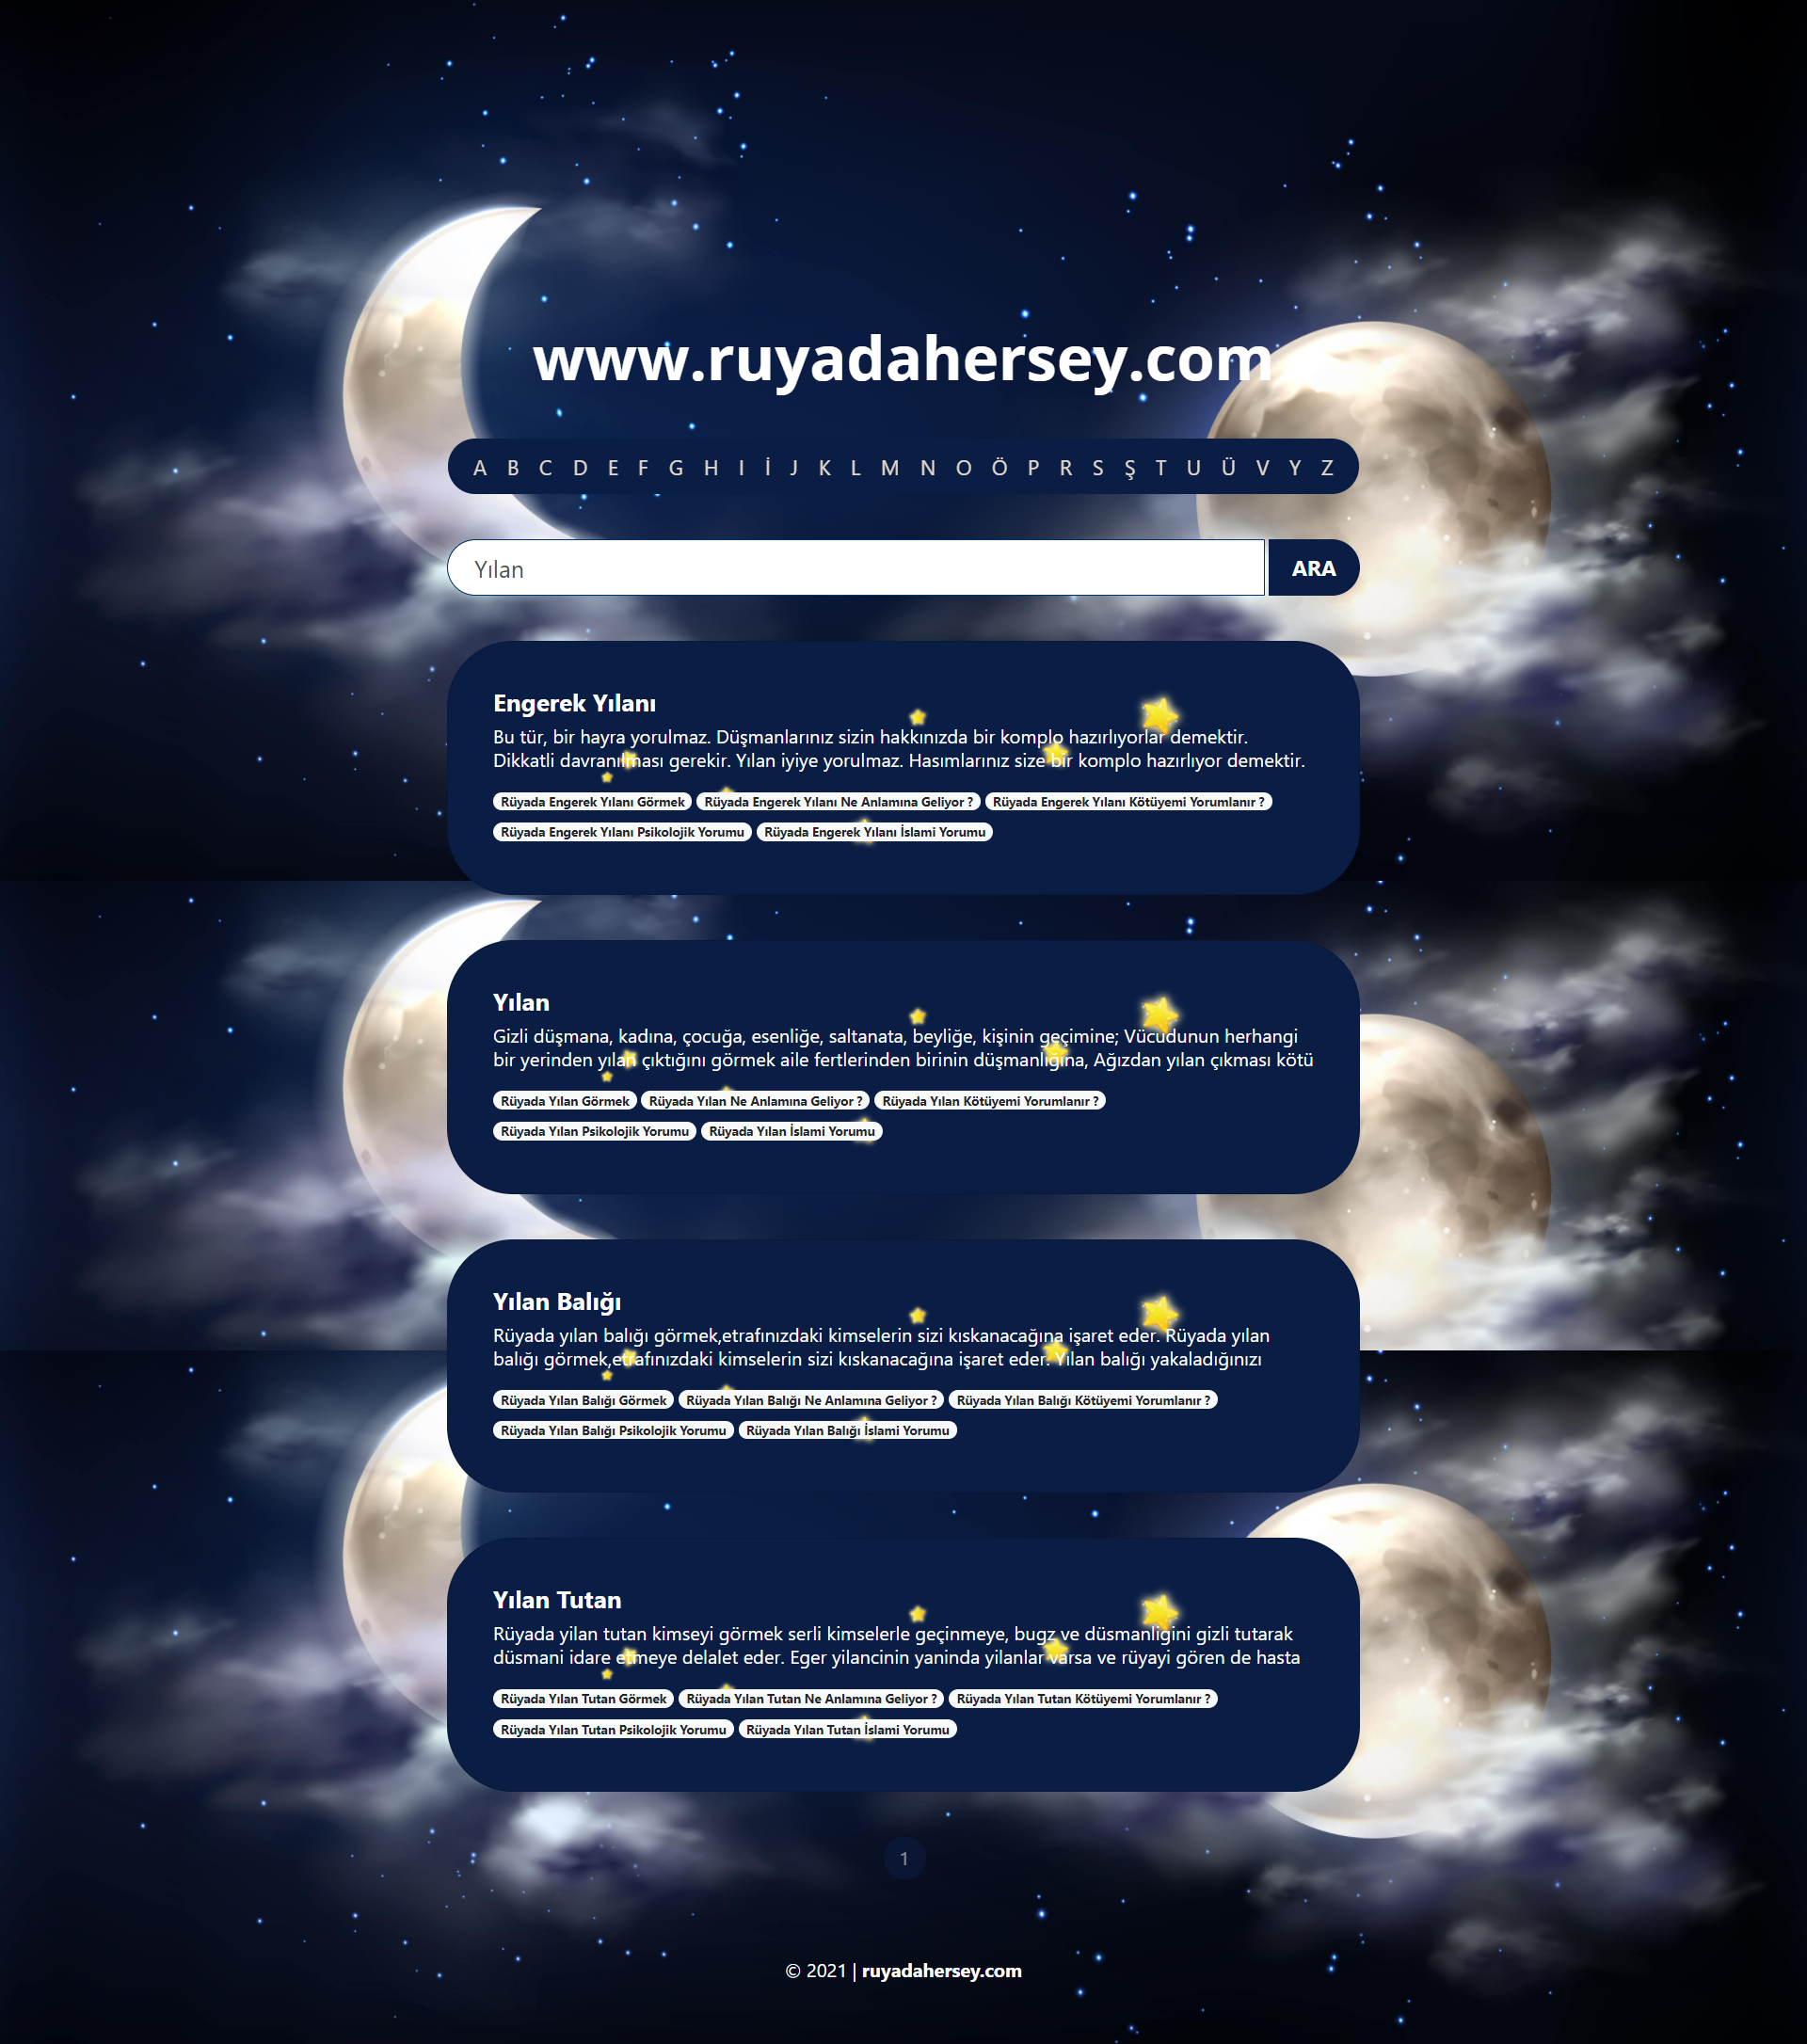 www.ruyadahersey.com
A B C D E F G H I İ J K L M N O Ö P R S Ş T U Ü V Y Z
Yılan ARA
Engerek Yılanı
Bu tür, bir hayra yorulmaz. Düşmanlarınız sizin hakkınızda bir komplo hazırlıyorlar demektir.
Dikkatli davranılması gerekir. Yılan iyiye yorulmaz. Hasımlarınız size bir komplo hazırlıyor demektir.
Rüyada Engerek Yılanı Görmek Rüyada Engerek Yılanı Ne Anlamına Geliyor ? Rüyada Engerek Yılanı Kötüyemi Yorumlanır ?
Rüyada Engerek Yılanı Psikolojik Yorumu Rüyada Engerek Yılanı İslami Yorumu
Yılan
Gizli düşmana, kadına, çocuğa, esenliğe, saltanata, beyliğe, kişinin geçimine; Vücudunun herhangi
bir yerinden yılan çıktığını görmek aile fertlerinden birinin düşmanlığına, Ağızdan yılan çıkması kötü
Rüyada Yılan Görmek Rüyada Yılan Ne Anlamına Geliyor ? Rüyada Yılan Kötüyemi Yorumlanır ?
Rüyada Yılan Psikolojik Yorumu Rüyada Yılan İslami Yorumu
Yılan Balığı
Rüyada yılan balığı görmek,etrafınızdaki kimselerin sizi kıskanacağına işaret eder. Rüyada yılan
balığı görmek,etrafınızdaki kimselerin sizi kıskanacağına işaret eder. Yılan balığı yakaladığınızı
Rüyada Yılan Balığı Görmek Rüyada Yılan Balığı Ne Anlamına Geliyor ? Rüyada Yılan Balığı Kötüyemi Yorumlanır ?
Rüyada Yılan Balığı Psikolojik Yorumu Rüyada Yılan Balığı İslami Yorumu
Yılan Tutan
Rüyada yilan tutan kimseyi görmek serli kimselerle geçinmeye, bugz ve düsmanligini gizli tutarak
düsmani idare etmeye delalet eder. Eger yilancinin yaninda yilanlar varsa ve rüyayi gören de hasta
Rüyada Yılan Tutan Görmek Rüyada Yılan Tutan Ne Anlamına Geliyor ? Rüyada Yılan Tutan Kötüyemi Yorumlanır ?
Rüyada Yılan Tutan Psikolojik Yorumu Rüyada Yılan Tutan İslami Yorumu
1
© 2021 | ruyadahersey.com